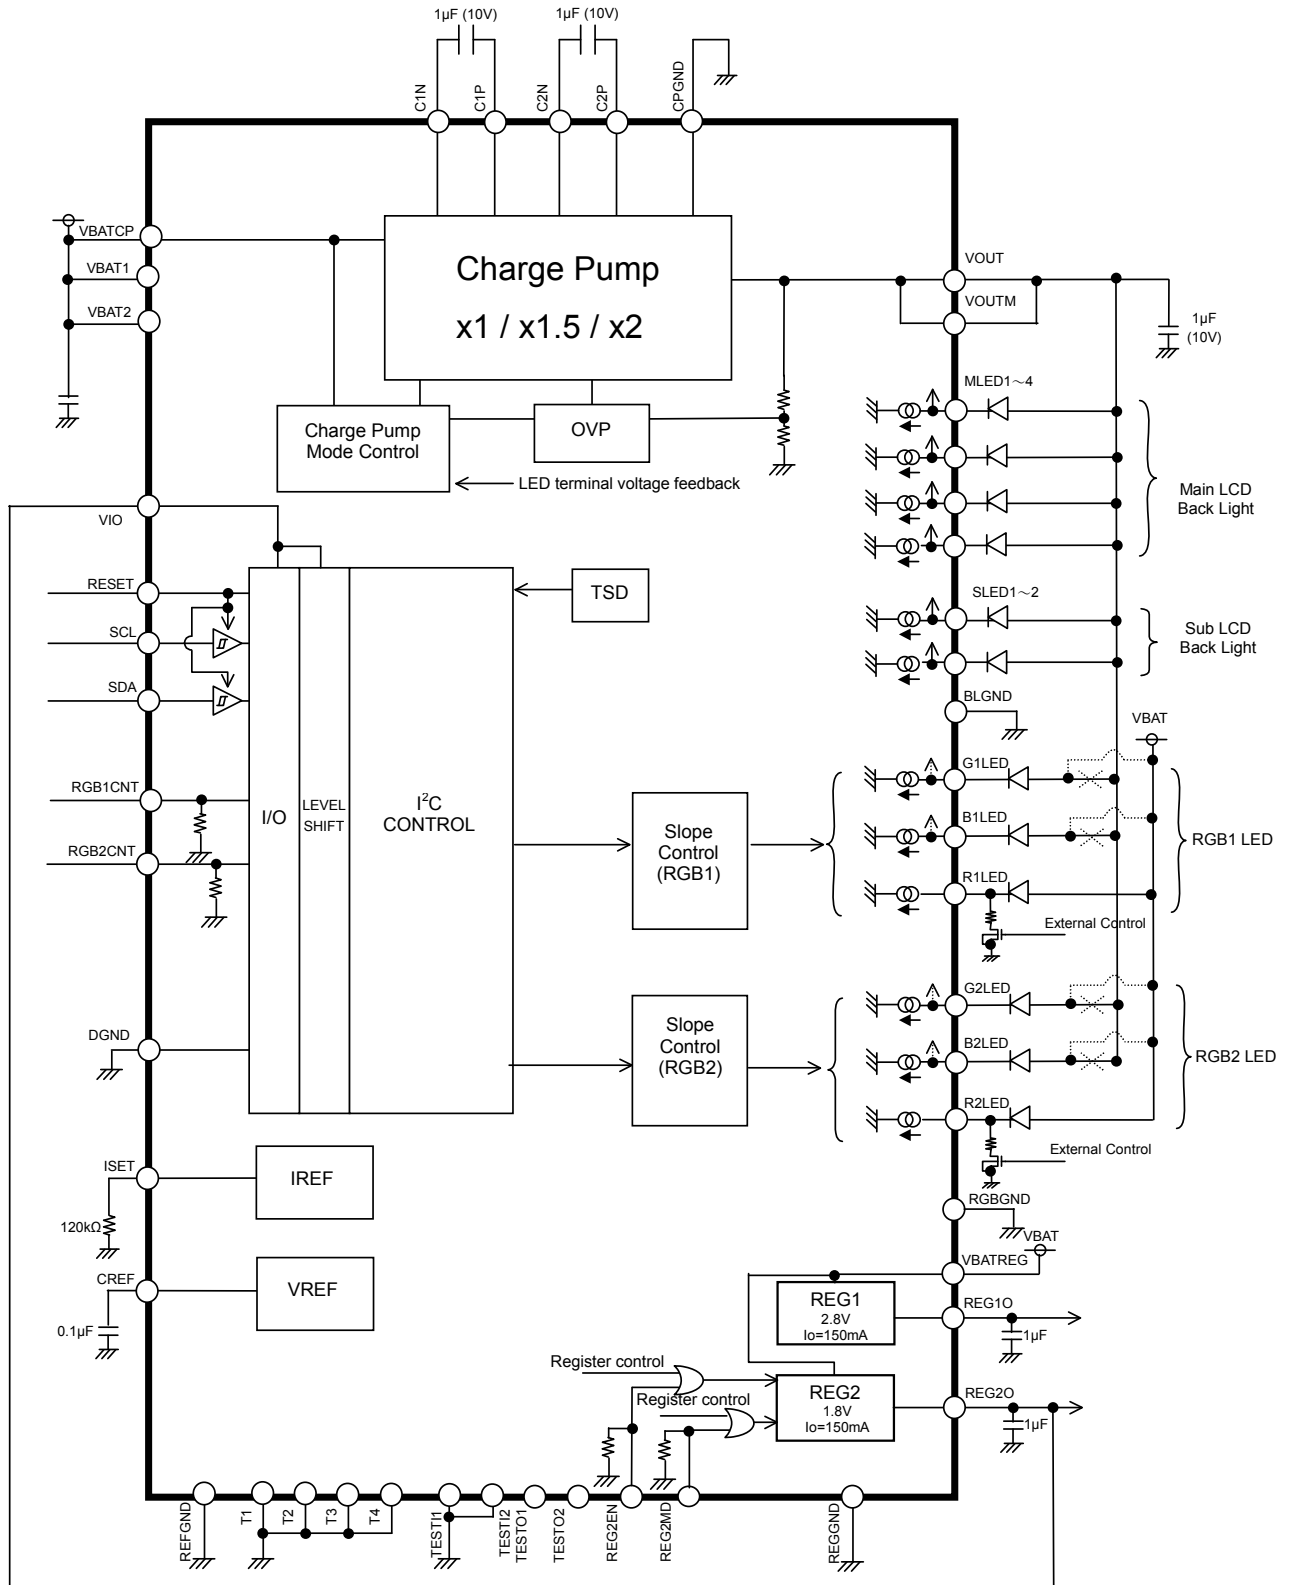 1µF (10V)
1µF (10V)
C1N
C1P
C2N
C2P
CPGND
VBATCP
VBAT1
VBAT2
Charge Pump
x1 / x1.5 / x2
VOUT
VOUTM
1µF
(10V)
Charge Pump
Mode Control
OVP
LED terminal voltage feedback
MLED1～4
Main LCD
Back Light
VIO
RESET
SCL
SDA
TSD
SLED1～2
Sub LCD
Back Light
BLGND
VBAT
RGB1CNT
RGB2CNT
I/O
LEVEL
SHIFT
I²C
CONTROL
Slope
Control
(RGB1)
G1LED
B1LED
R1LED
RGB1 LED
External Control
DGND
Slope
Control
(RGB2)
G2LED
B2LED
R2LED
RGB2 LED
External Control
ISET
IREF
120kΩ
RGBGND
VBAT
CREF
VREF
0.1µF
VBATREG
REG1
2.8V
Io=150mA
REG1O
1µF
Register control
Register control
REG2
1.8V
Io=150mA
REG2O
1µF
REFGND
T1
T2
T3
T4
TESTI1
TESTI2
TESTO1
TESTO2
REG2EN
REG2MD
REGGND